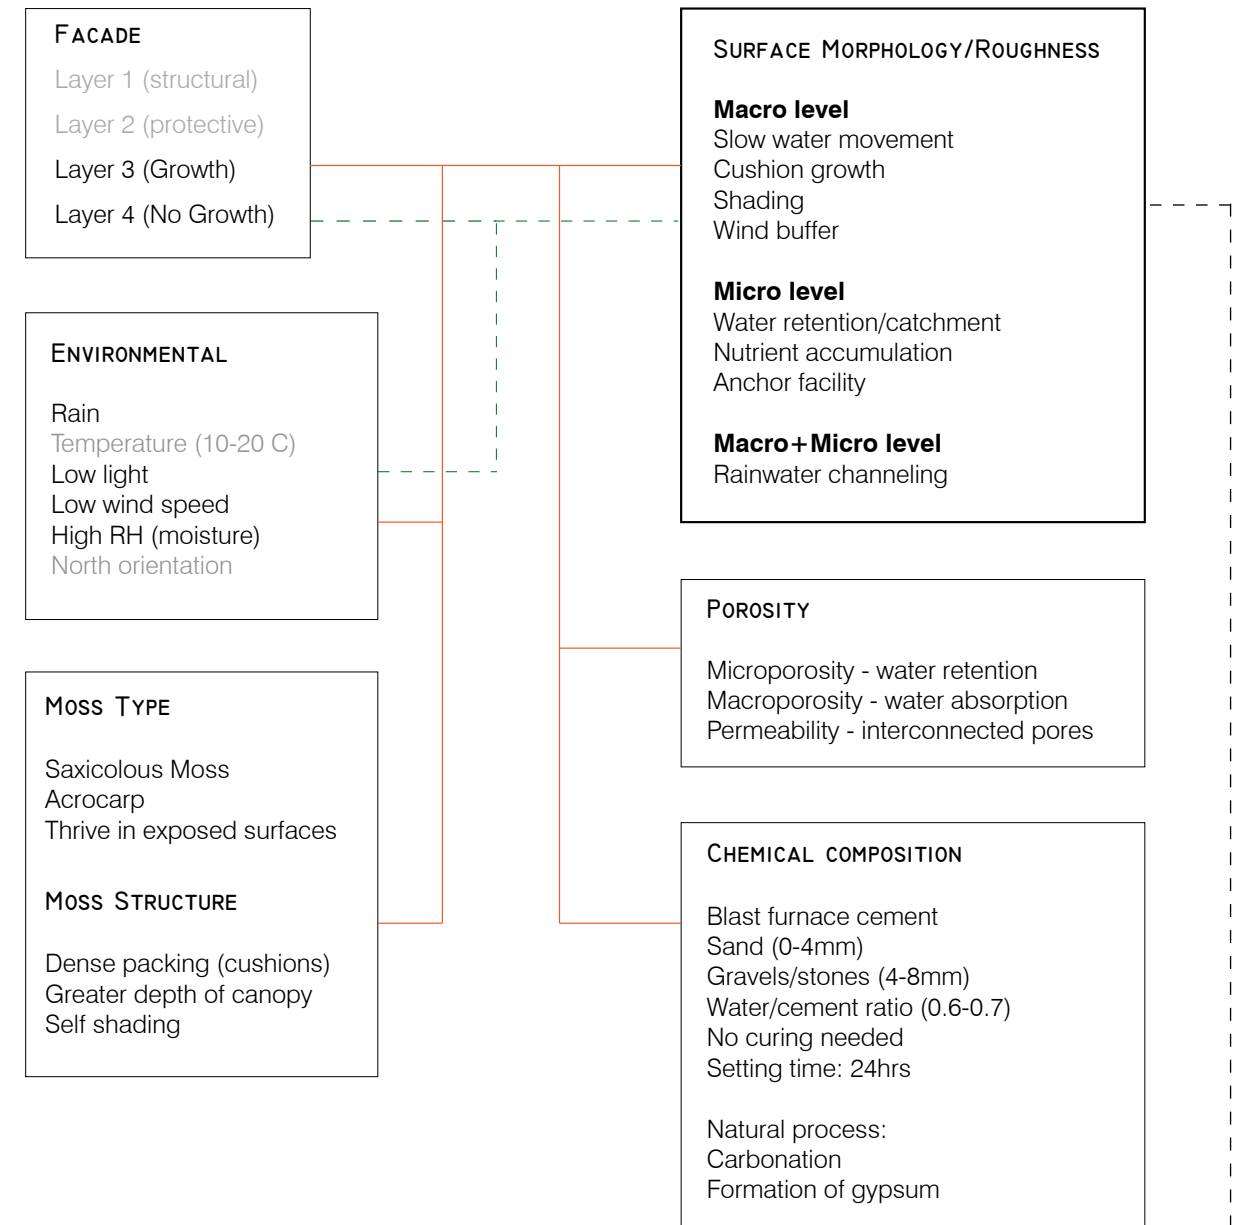 FACADE
Layer 1 (structural)
Layer 2 (protective)
Layer 3 (Growth)
Layer 4 (No Growth)
ENVIRONMENTAL
Rain
Temperature (10-20 C)
Low light
Low wind speed
High RH (moisture)
North orientation
MOSS TYPE
Saxicolous Moss
Acrocarp
Thrive in exposed surfaces
MOSS STRUCTURE
Dense packing (cushions)
Greater depth of canopy
Self shading
SURFACE MORPHOLOGY/ROUGHNESS
Macro level
Slow water movement
Cushion growth
Shading
Wind buffer
Micro level
Water retention/catchment
Nutrient accumulation
Anchor facility
Macro+Micro level
Rainwater channeling
POROSITY
Microporosity - water retention
Macroporosity - water absorption
Permeability - interconnected pores
CHEMICAL COMPOSITION
Blast furnace cement
Sand (0-4mm)
Gravels/stones (4-8mm)
Water/cement ratio (0.6-0.7)
No curing needed
Setting time: 24hrs
Natural process:
Carbonation
Formation of gypsum